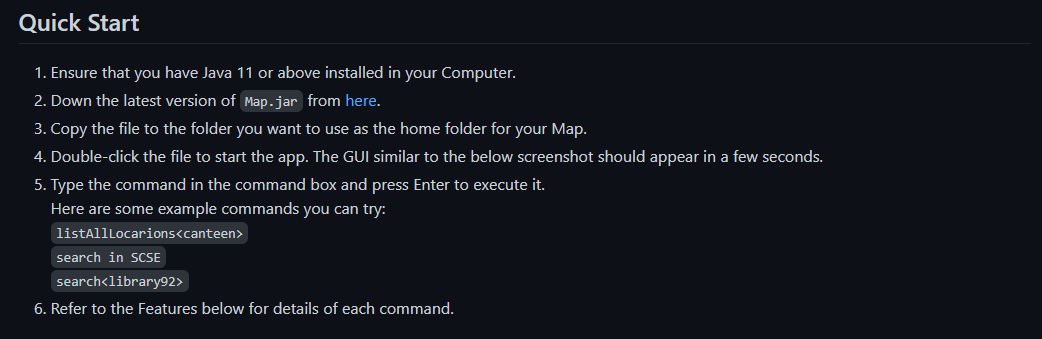 Quick Start
1. Ensure that you have Java 11 or above installed in your Computer.
2. Down the latest version of Map.jar from here.
3. Copy the file to the folder you want to use as the home folder for your Map.
4. Double-click the file to start the app. The GUI similar to the below screenshot should appear in a few seconds.
5. Type the command in the command box and press Enter to execute it.
Here are some example commands you can try:
listAllLocarions<canteen>
search in SCSE
search<library92>
6. Refer to the Features below for details of each command.